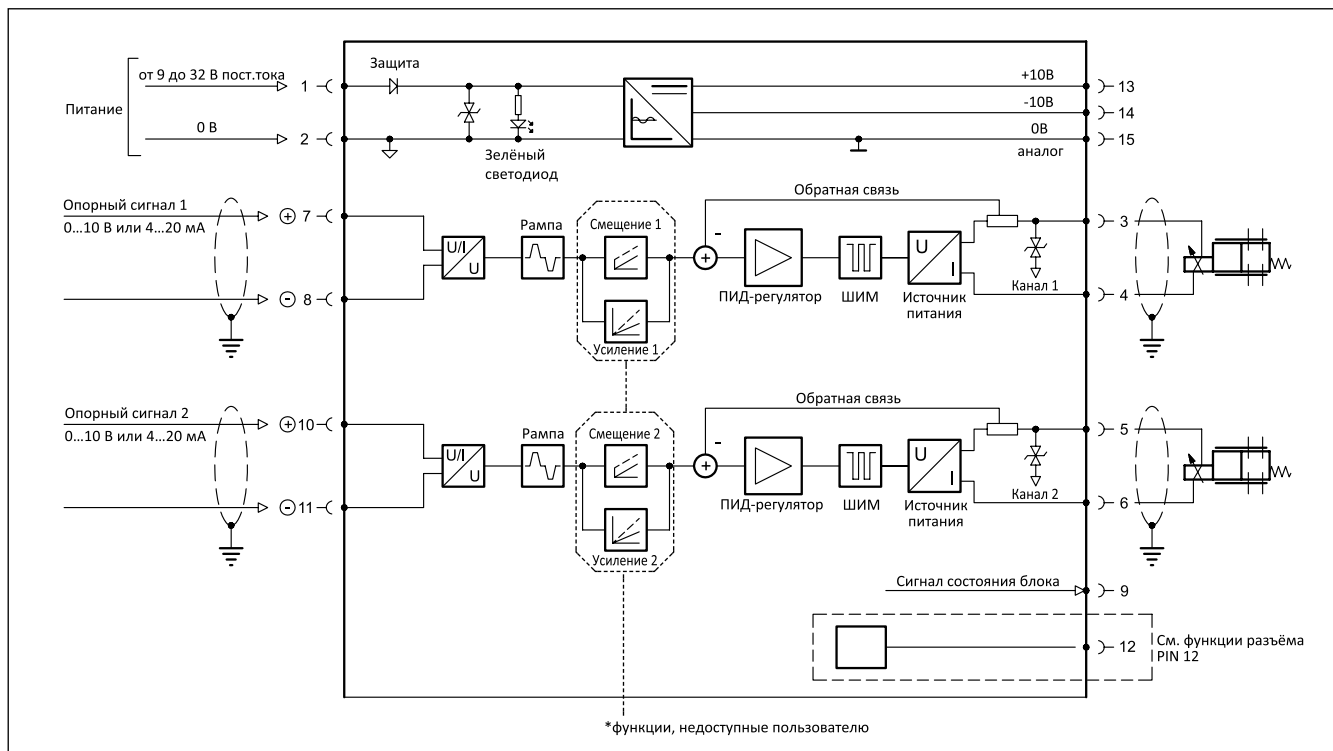 Питание
от 9 до 32 В пост.тока
1
0 В
2
Защита
Зелёный
светодиод
+10В
13
-10В
14
0В
15
аналог
Опорный сигнал 1
0...10 В или 4...20 мА
+ 7
- 8
U/I
U
Рампа
Смещение 1
Усиление 1
Обратная связь
-
+
ПИД-регулятор
ШИМ
U
I
Источник
питания
3
Канал 1
4
Опорный сигнал 2
0...10 В или 4...20 мА
+ 10
- 11
U/I
U
Рампа
Смещение 2
Усиление 2
Обратная связь
-
+
ПИД-регулятор
ШИМ
U
I
Источник
питания
5
Канал 2
6
Сигнал состояния блока
9
12
См. функции разъёма
PIN 12
*функции, недоступные пользователю